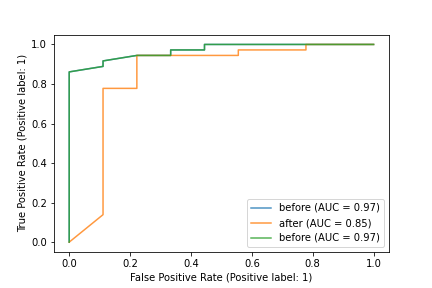 1.0
0.8
0.6
0.4
0.2
0.0
True Positive Rate (Positive label: 1)
before (AUC = 0.97)
after (AUC = 0.85)
before (AUC = 0.97)
0.0 0.2 0.4 0.6 0.8 1.0
False Positive Rate (Positive label: 1)